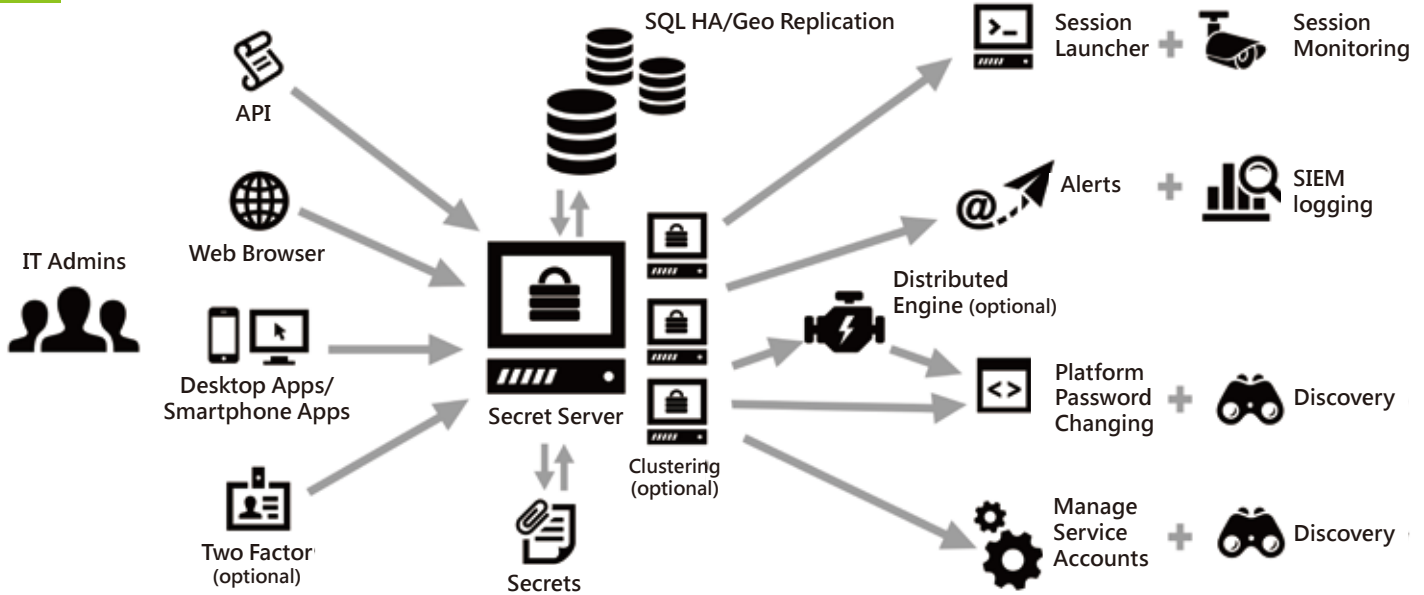 SQL HA/Geo Replication
API
Web Browser
IT Admins
Desktop Apps/
Smartphone Apps
Two Factor
(optional)
Secret Server
Secrets
Clustering
(optional)
Session
Launcher
Session
Monitoring
@
Alerts
SIEM
logging
Distributed
Engine (optional)
Platform
Password
Changing
Discovery
Manage
Service
Accounts
Discovery